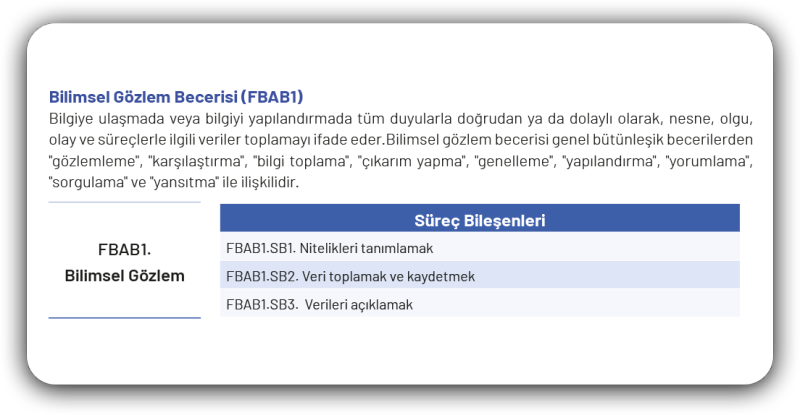 Bilimsel Gözlem Becerisi (FBAB1)
Bilgiye ulaşmada veya bilgiyi yapılandırmada tüm duyularla doğrudan ya da dolaylı olarak, nesne, olgu,
olay ve süreçlerle ilgili veriler toplamayı ifade eder.Bilimsel gözlem becerisi genel bütünleşik becerilerden
"gözlemleme", "karşılaştırma", "bilgi toplama", "çıkarım yapma", "genelleme", "yapılandırma", "yorumlama",
"sorgulama" ve "yansıtma" ile ilişkilidir.
FBAB1.
Bilimsel Gözlem
Süreç Bileşenleri
FBAB1.SB1. Nitelikleri tanımlamak
FBAB1.SB2. Veri toplamak ve kaydetmek
FBAB1.SB3.  Verileri açıklamak